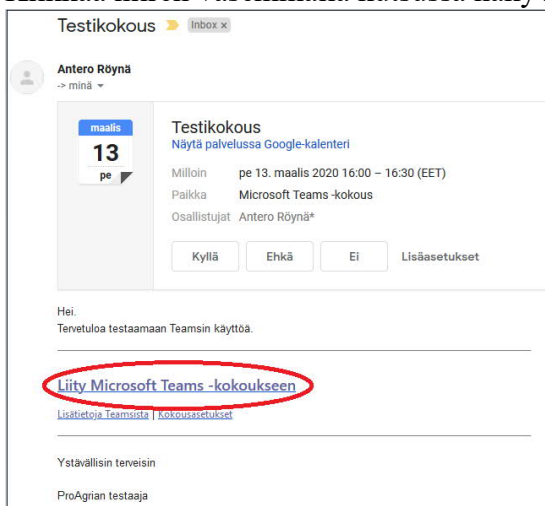 Testikokous Inbox x
Antero Röynä
-> minä
maalis
13
pe
Testikokous
Näytä palvelussa Google-kalenteri
Milloin pe 13. maalis 2020 16:00 – 16:30 (EET)
Paikka Microsoft Teams -kokous
Osallistujat Antero Röynä*
Kyllä Ehkä Ei Lisäasetukset
Hei.
Tervetuloa testaamaan Teamsin käyttöä.
Liity Microsoft Teams -kokoukseen
Lisätietoja Teamsista | Kokousasetukset
Ystävällisin terveisin
ProAgrian testaaja